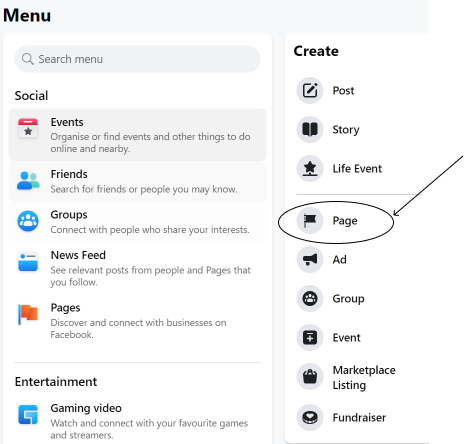 Menu
Search menu
Social
Events
Organise or find events and other things to do
online and nearby.
Friends
Search for friends or people you may know.
Groups
Connect with people who share your interests.
News Feed
See relevant posts from people and Pages that
you follow.
Pages
Discover and connect with businesses on
Facebook.
Entertainment
Gaming video
Watch and connect with your favourite games
and streamers.
Create
Post
Story
Life Event
Page
Ad
Group
Event
Marketplace
Listing
Fundraiser